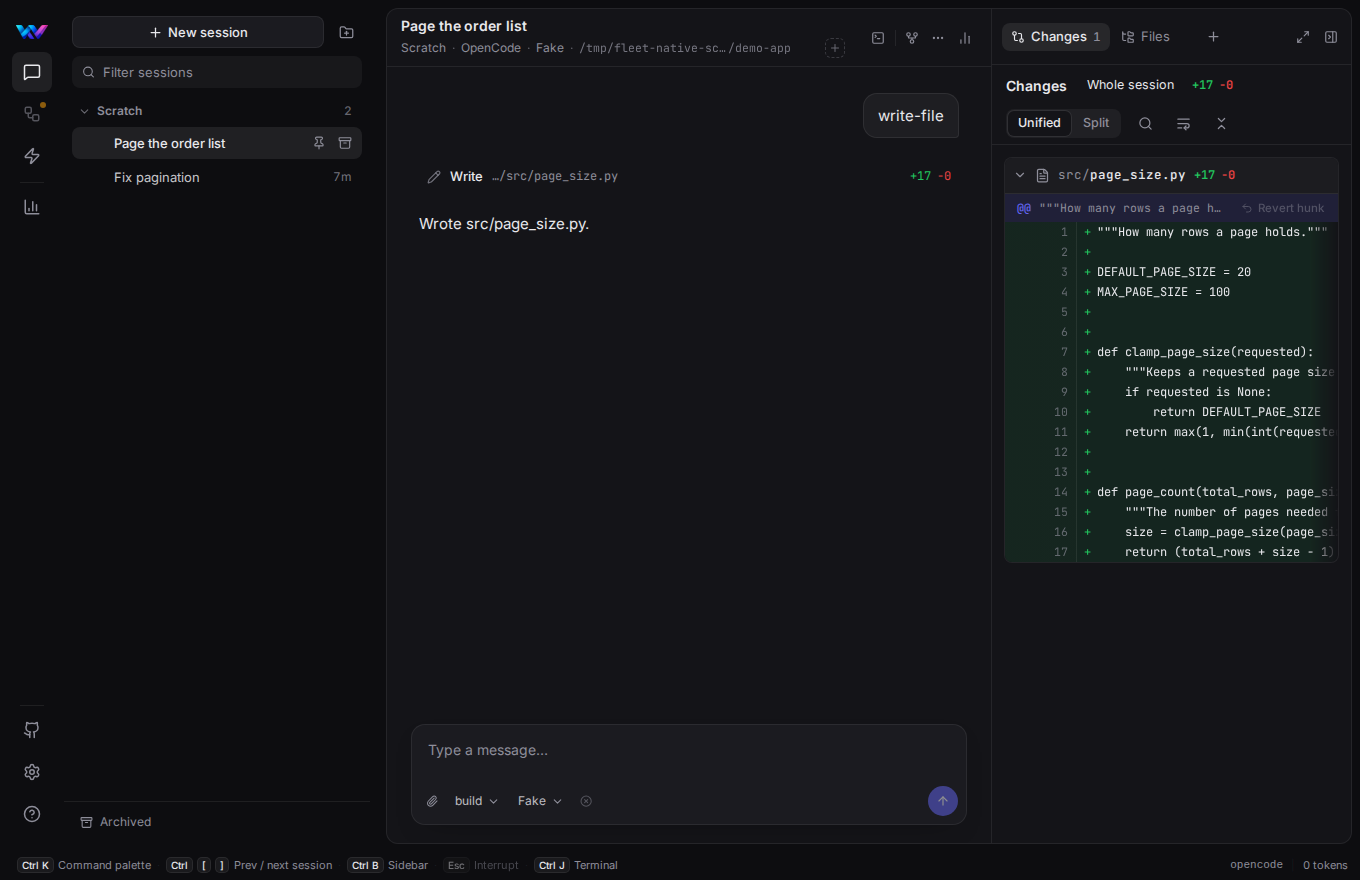 New session
Filter sessions
Scratch 2
Page the order list
Fix pagination 7m
Archived
Page the order list
Scratch · OpenCode · Fake · /tmp/fleet-native-sc…/demo-app
write-file
Write …/src/page_size.py +17 -0
Wrote src/page_size.py.
Type a message...
build Fake
Changes 1 Files
Changes Whole session +17 -0
Unified Split
src/page_size.py +17 -0
@@ """How many rows a page h… Revert hunk
1 + """How many rows a page holds."""
2 +
3 + DEFAULT_PAGE_SIZE = 20
4 + MAX_PAGE_SIZE = 100
5 +
6 +
7 + def clamp_page_size(requested):
8 + """Keeps a requested page size
9 + if requested is None:
10 + return DEFAULT_PAGE_SIZE
11 + return max(1, min(int(requeste
12 +
13 +
14 + def page_count(total_rows, page_si
15 + """The number of pages needed
16 + size = clamp_page_size(page_si
17 + return (total_rows + size - 1)
Ctrl K Command palette Ctrl [ ] Prev / next session Ctrl B Sidebar Esc Interrupt Ctrl J Terminal opencode 0 tokens